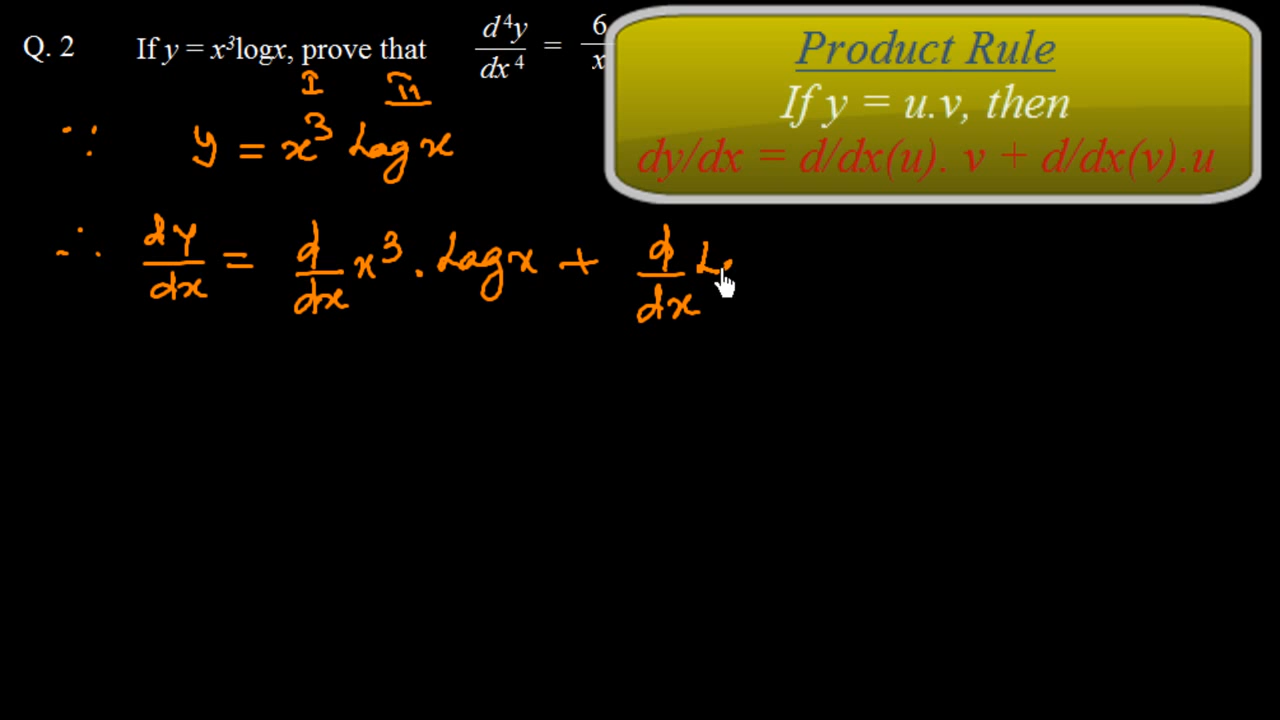 Q. 2 If y = x³logx, prove that d⁴y/dx⁴ = 6/x
Product Rule
If y = u.v, then
dy/dx = d/dx(u). v + d/dx(v).u
I II
∵ y = x³ Log x
∴ dy/dx = d/dx x³ . Log x + d/dx L